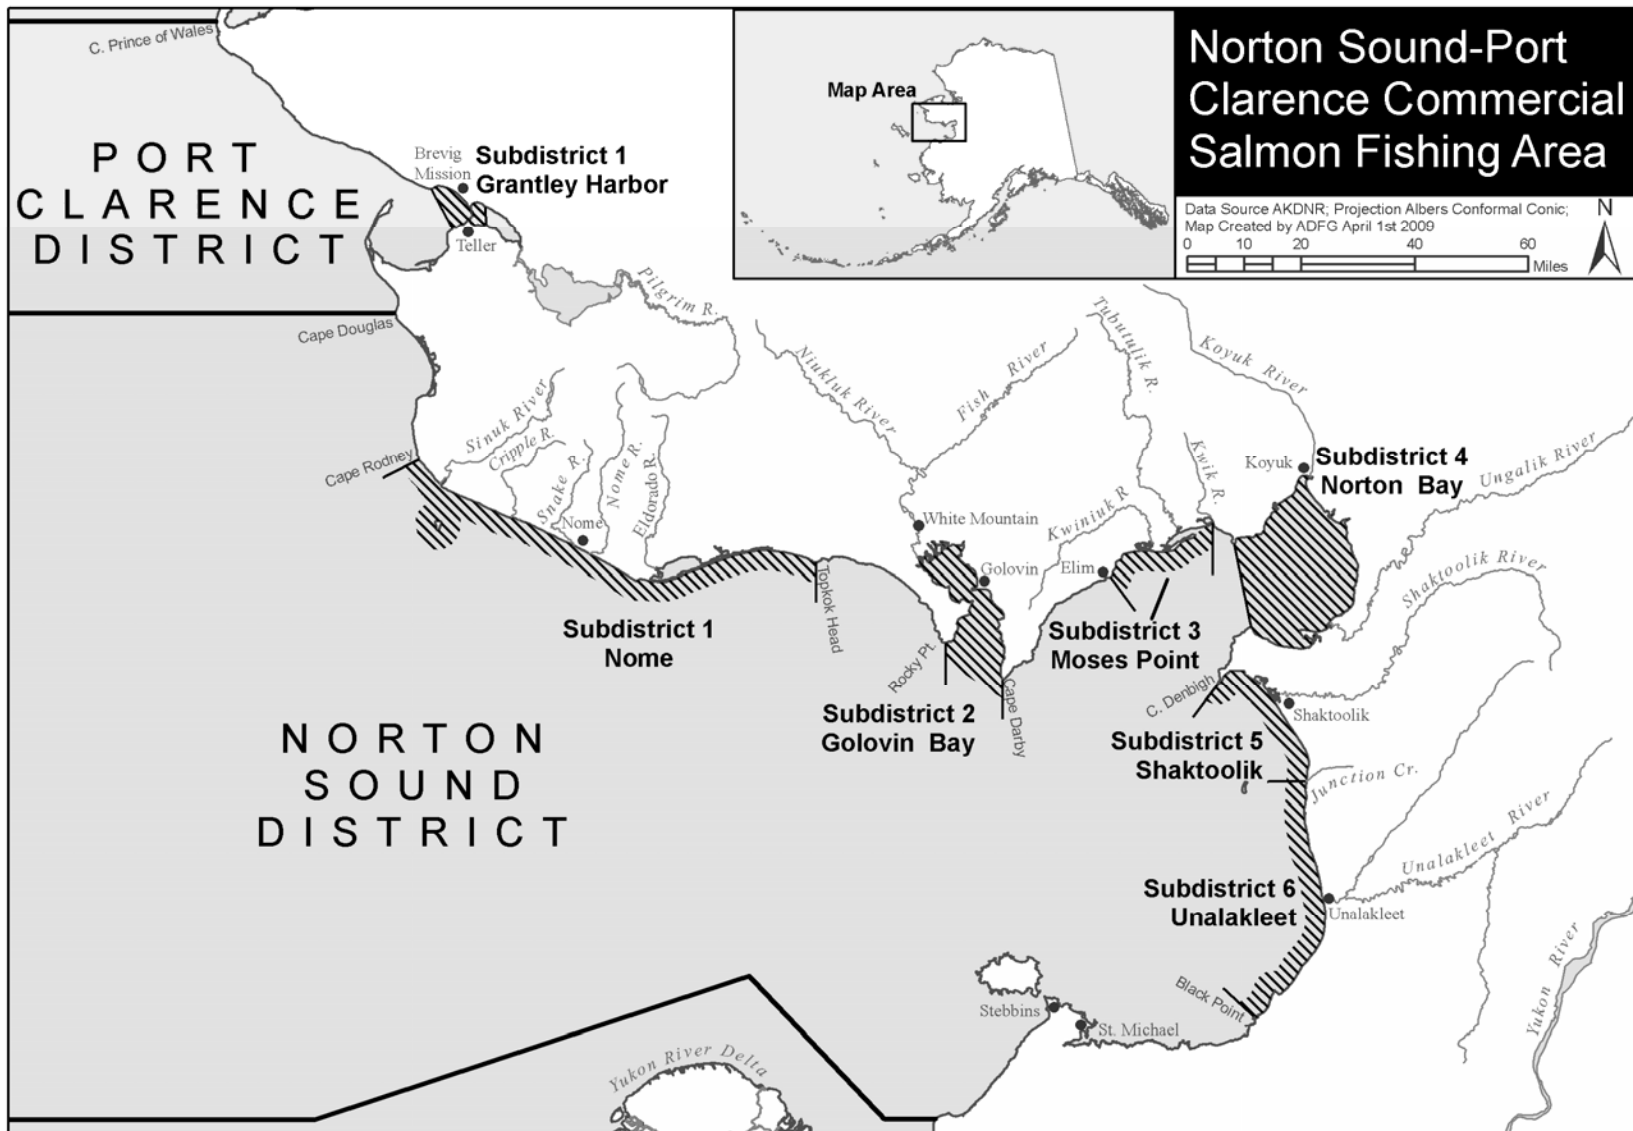 Norton Sound-Port
Clarence Commercial
Salmon Fishing Area
Data Source AKDNR; Projection Albers Conformal Conic;
Map Created by ADFG April 1st 2009
N
0 10 20 40 60
Miles
Map Area
C. Prince of Wales
PORT
CLARENCE
DISTRICT
Brevig
Mission
Subdistrict 1
Grantley Harbor
Teller
Pilgrim R.
Cape Douglas
Niukluk River
Fish River
Tubutulik R.
Koyuk River
Sinuk River
Cripple R.
Snake R.
Nome R.
Eldorado R.
Cape Rodney
Nome
Kwik R.
Koyuk
Subdistrict 4
Norton Bay
Ungalik River
White Mountain
Kwiniuk R
Golovin
Elim
Shaktoolik River
Topkok Head
Subdistrict 1
Nome
Subdistrict 3
Moses Point
Rocky Pt.
Cape Darby
C. Denbigh
Subdistrict 2
Golovin Bay
Shaktoolik
Subdistrict 5
Shaktoolik
Junction Cr.
NORTON
SOUND
DISTRICT
Unalakleet River
Subdistrict 6
Unalakleet
Unalakleet
Black Point
Stebbins
St. Michael
Yukon River
Yukon River Delta